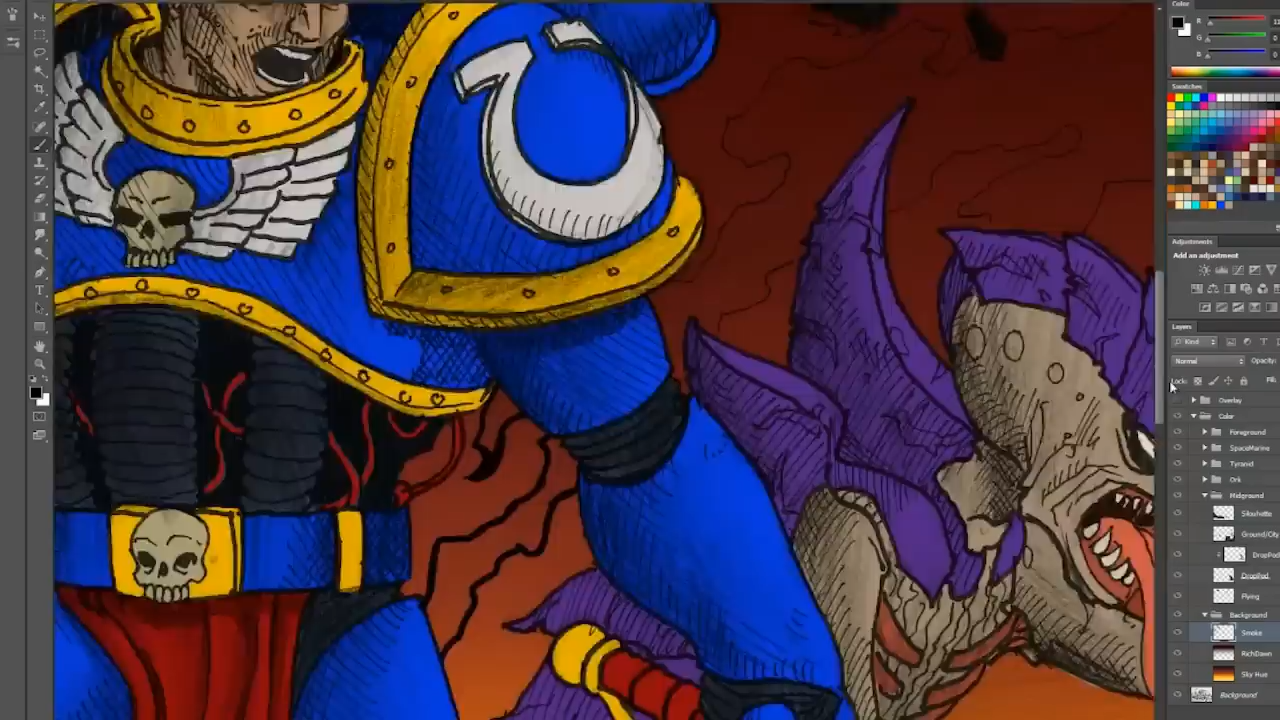 Color
R
G
B
Swatches
Adjustments
Add an adjustment
Layers
Kind
Normal
Opacity:
Lock:
Overlay
Color
Foreground
SpaceMarine
Tyranid
Ork
Midground
Silouhette
Ground/City
DropPod
Flying
Background
Smoke
RichDawn
Sky Hue
Background